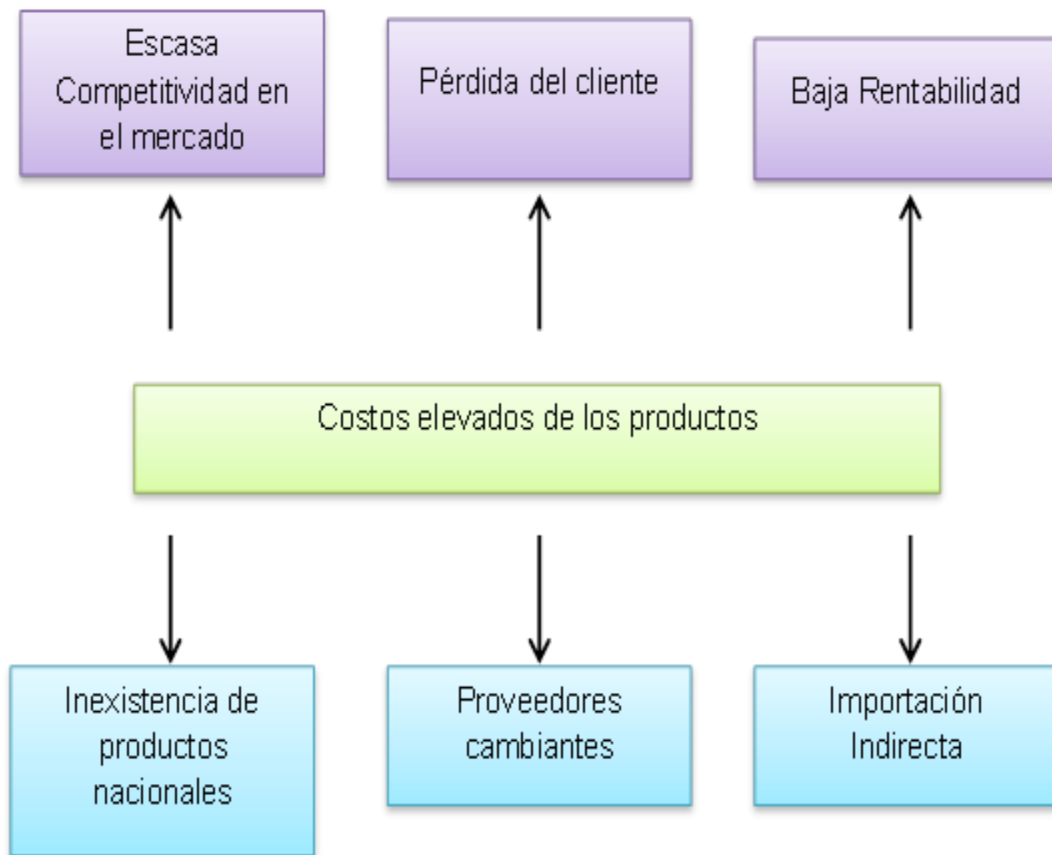 Escasa
Competitividad en
el mercado
Pérdida del cliente
Baja Rentabilidad
Costos elevados de los productos
Inexistencia de
productos
nacionales
Proveedores
cambiantes
Importación
Indirecta